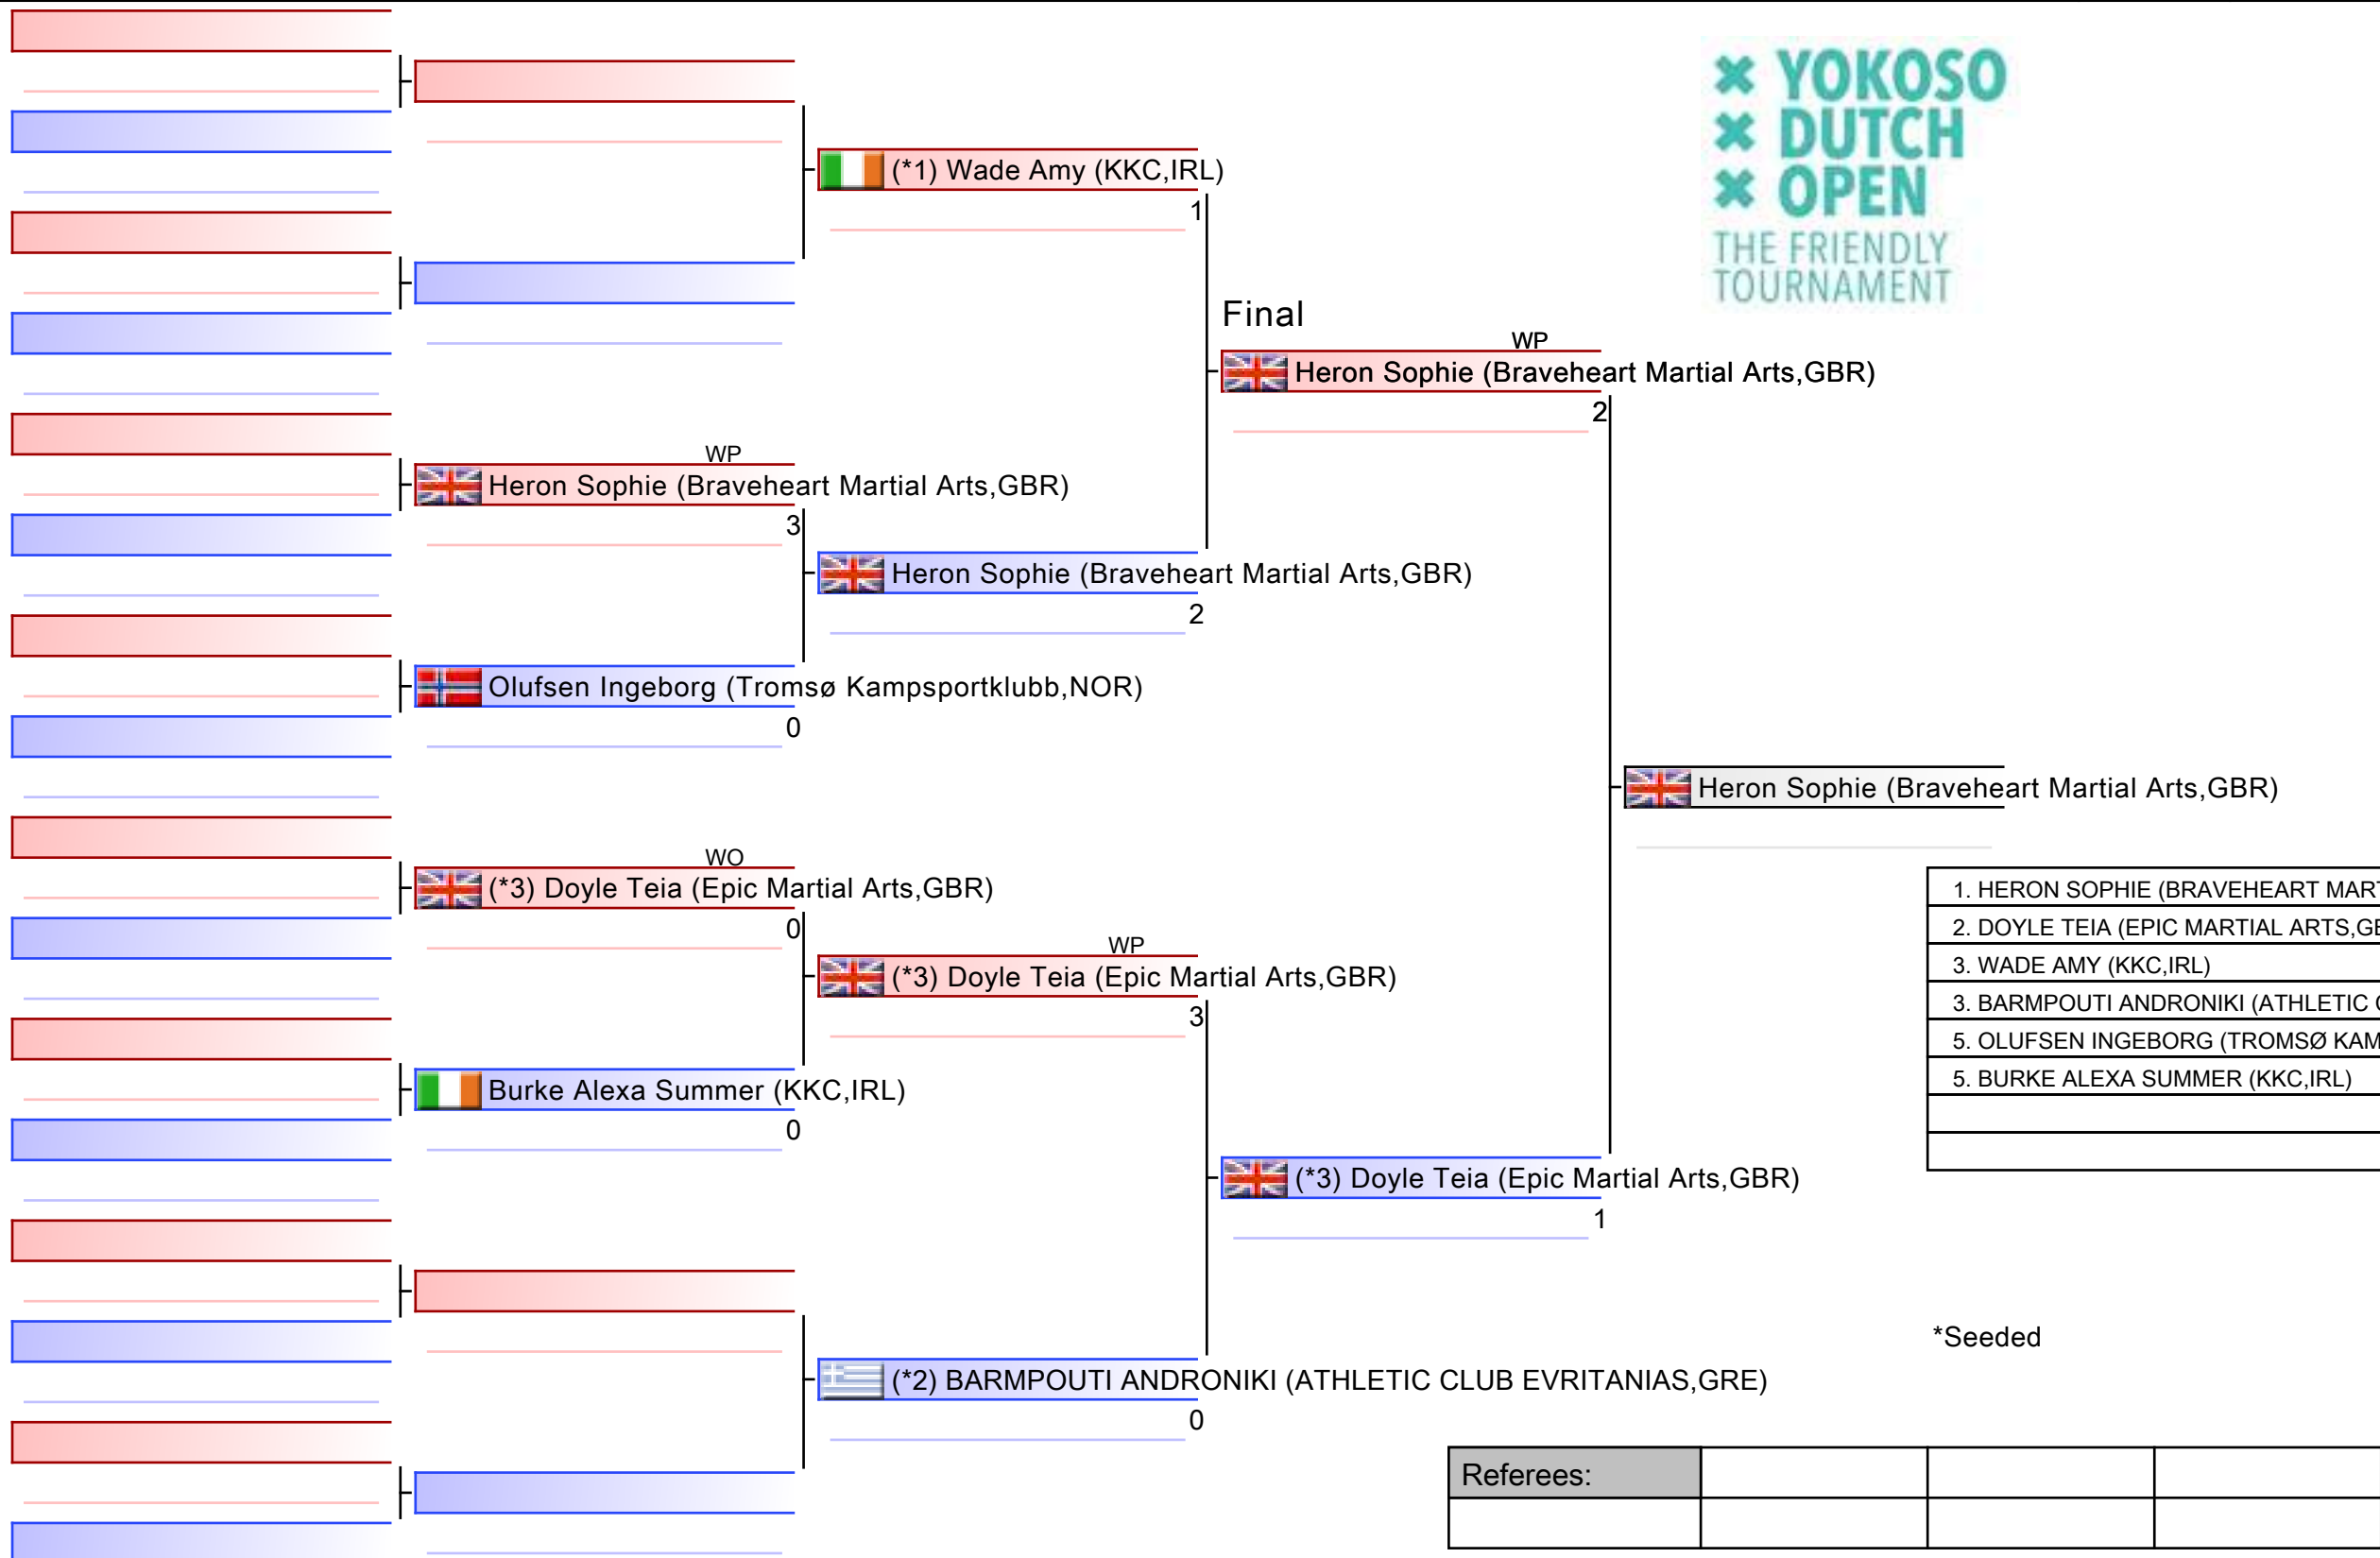 YOKOSO
DUTCH
OPEN
THE FRIENDLY
TOURNAMENT
(*1) Wade Amy (KKC,IRL)
1
Final
WP
Heron Sophie (Braveheart Martial Arts,GBR)
2
WP
Heron Sophie (Braveheart Martial Arts,GBR)
3
Heron Sophie (Braveheart Martial Arts,GBR)
2
Olufsen Ingeborg (Tromsø Kampsportklubb,NOR)
0
Heron Sophie (Braveheart Martial Arts,GBR)
WO
(*3) Doyle Teia (Epic Martial Arts,GBR)
0
WP
(*3) Doyle Teia (Epic Martial Arts,GBR)
3
Burke Alexa Summer (KKC,IRL)
0
(*3) Doyle Teia (Epic Martial Arts,GBR)
1
(*2) BARMPOUTI ANDRONIKI (ATHLETIC CLUB EVRITANIAS,GRE)
0
1. HERON SOPHIE (BRAVEHEART MART
2. DOYLE TEIA (EPIC MARTIAL ARTS,GB
3. WADE AMY (KKC,IRL)
3. BARMPOUTI ANDRONIKI (ATHLETIC C
5. OLUFSEN INGEBORG (TROMSØ KAM
5. BURKE ALEXA SUMMER (KKC,IRL)
*Seeded
Referees: